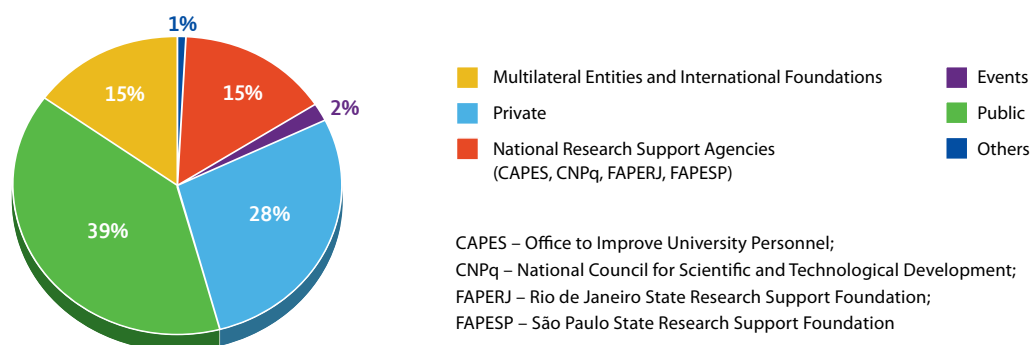 1%
15%
15%
2%
28%
39%
Multilateral Entities and International Foundations
Private
National Research Support Agencies
(CAPES, CNPq, FAPERJ, FAPESP)
Events
Public
Others
CAPES – Office to Improve University Personnel;
CNPq – National Council for Scientific and Technological Development;
FAPERJ – Rio de Janeiro State Research Support Foundation;
FAPESP – São Paulo State Research Support Foundation